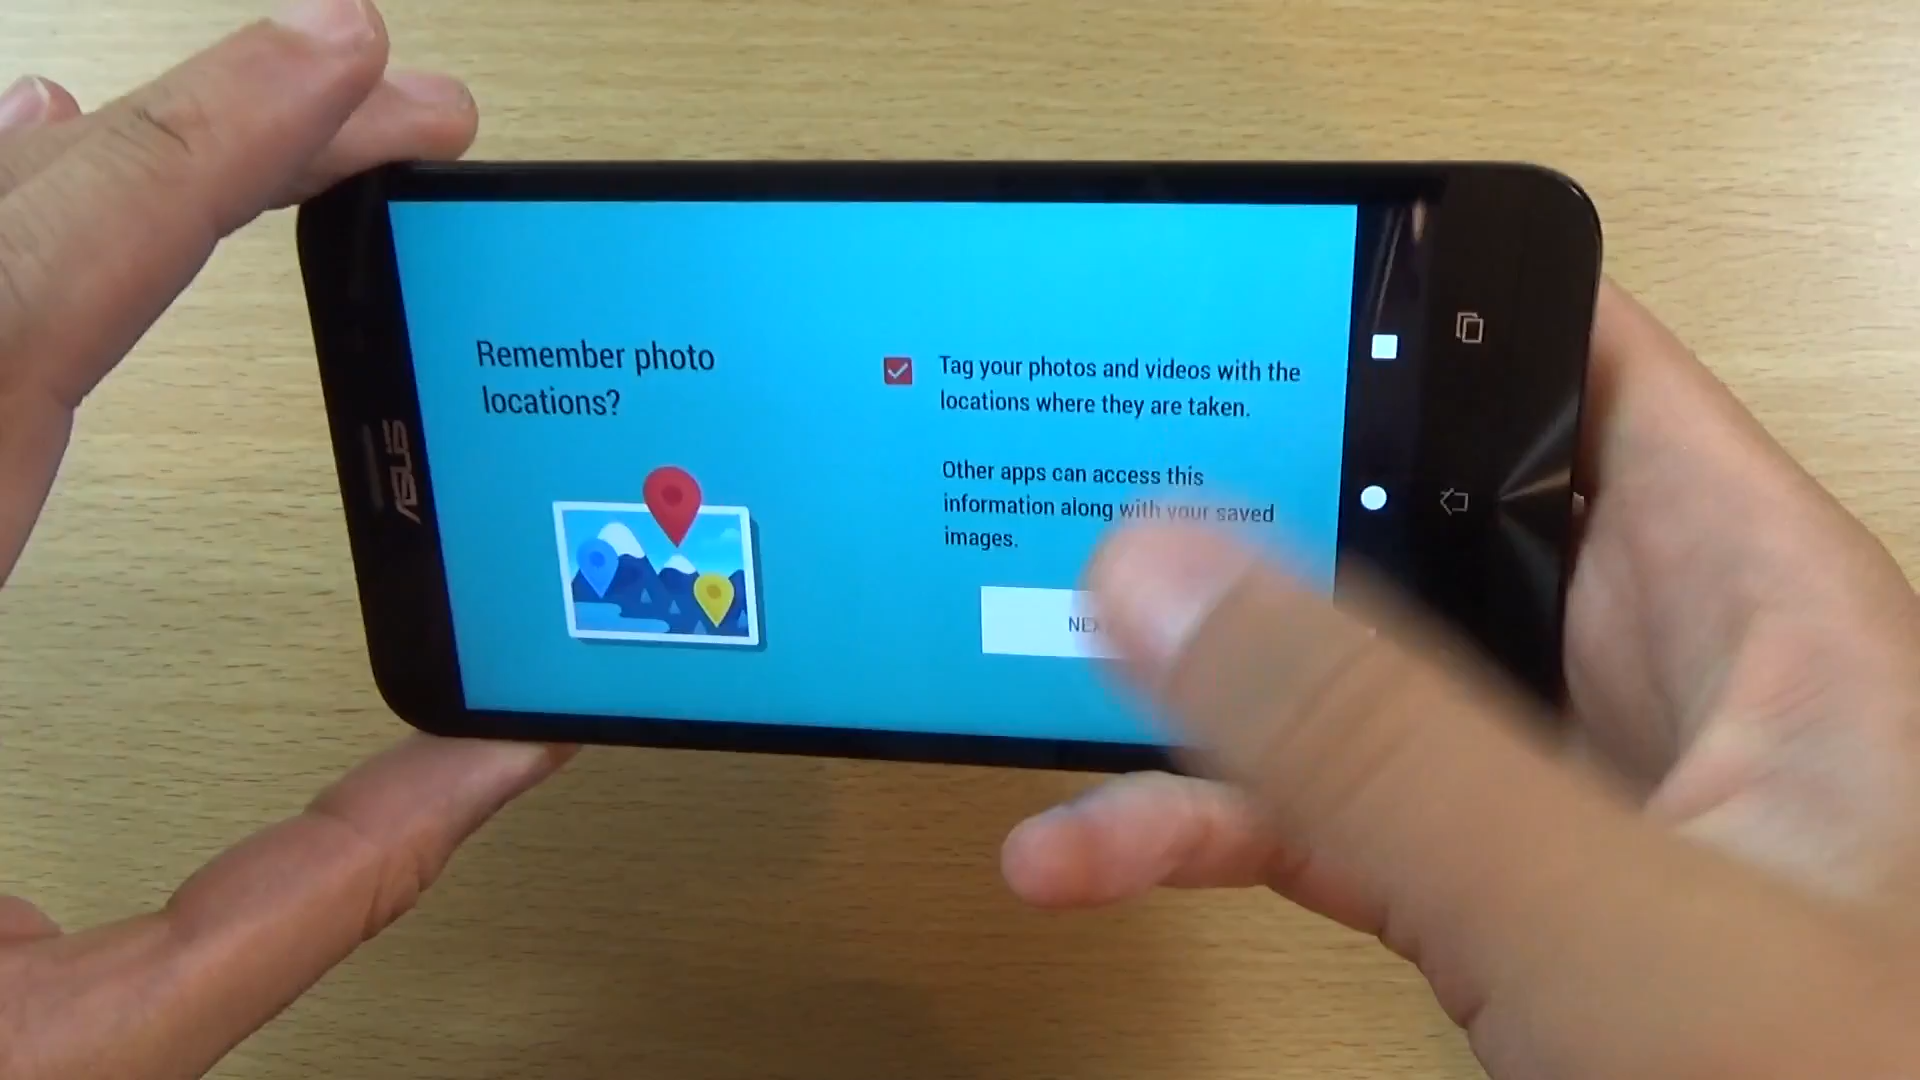 ASUS
Remember photo
locations?
Tag your photos and videos with the
locations where they are taken.
Other apps can access this
information along with your saved
images.